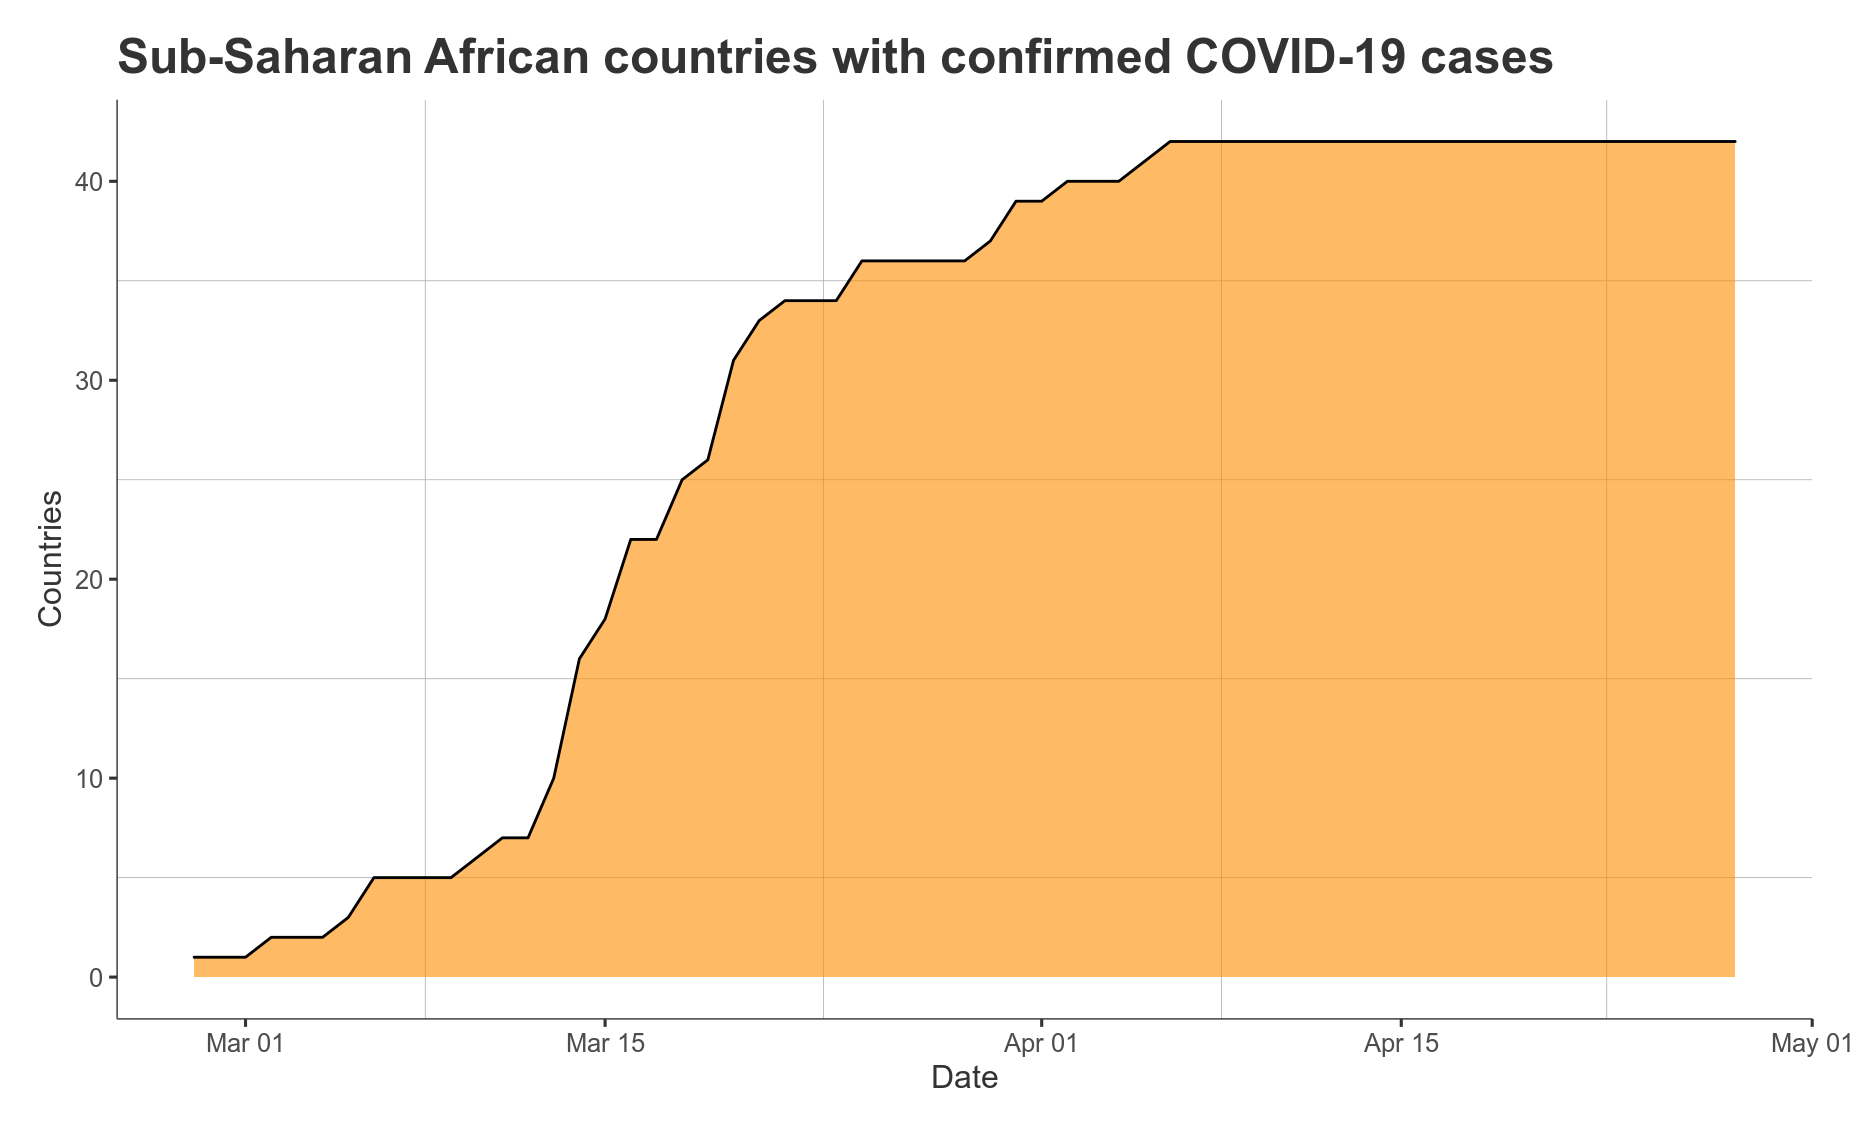 Sub-Saharan African countries with confirmed COVID-19 cases
Countries
40
30
20
10
0
Mar 01
Mar 15
Apr 01
Apr 15
May 01
Date